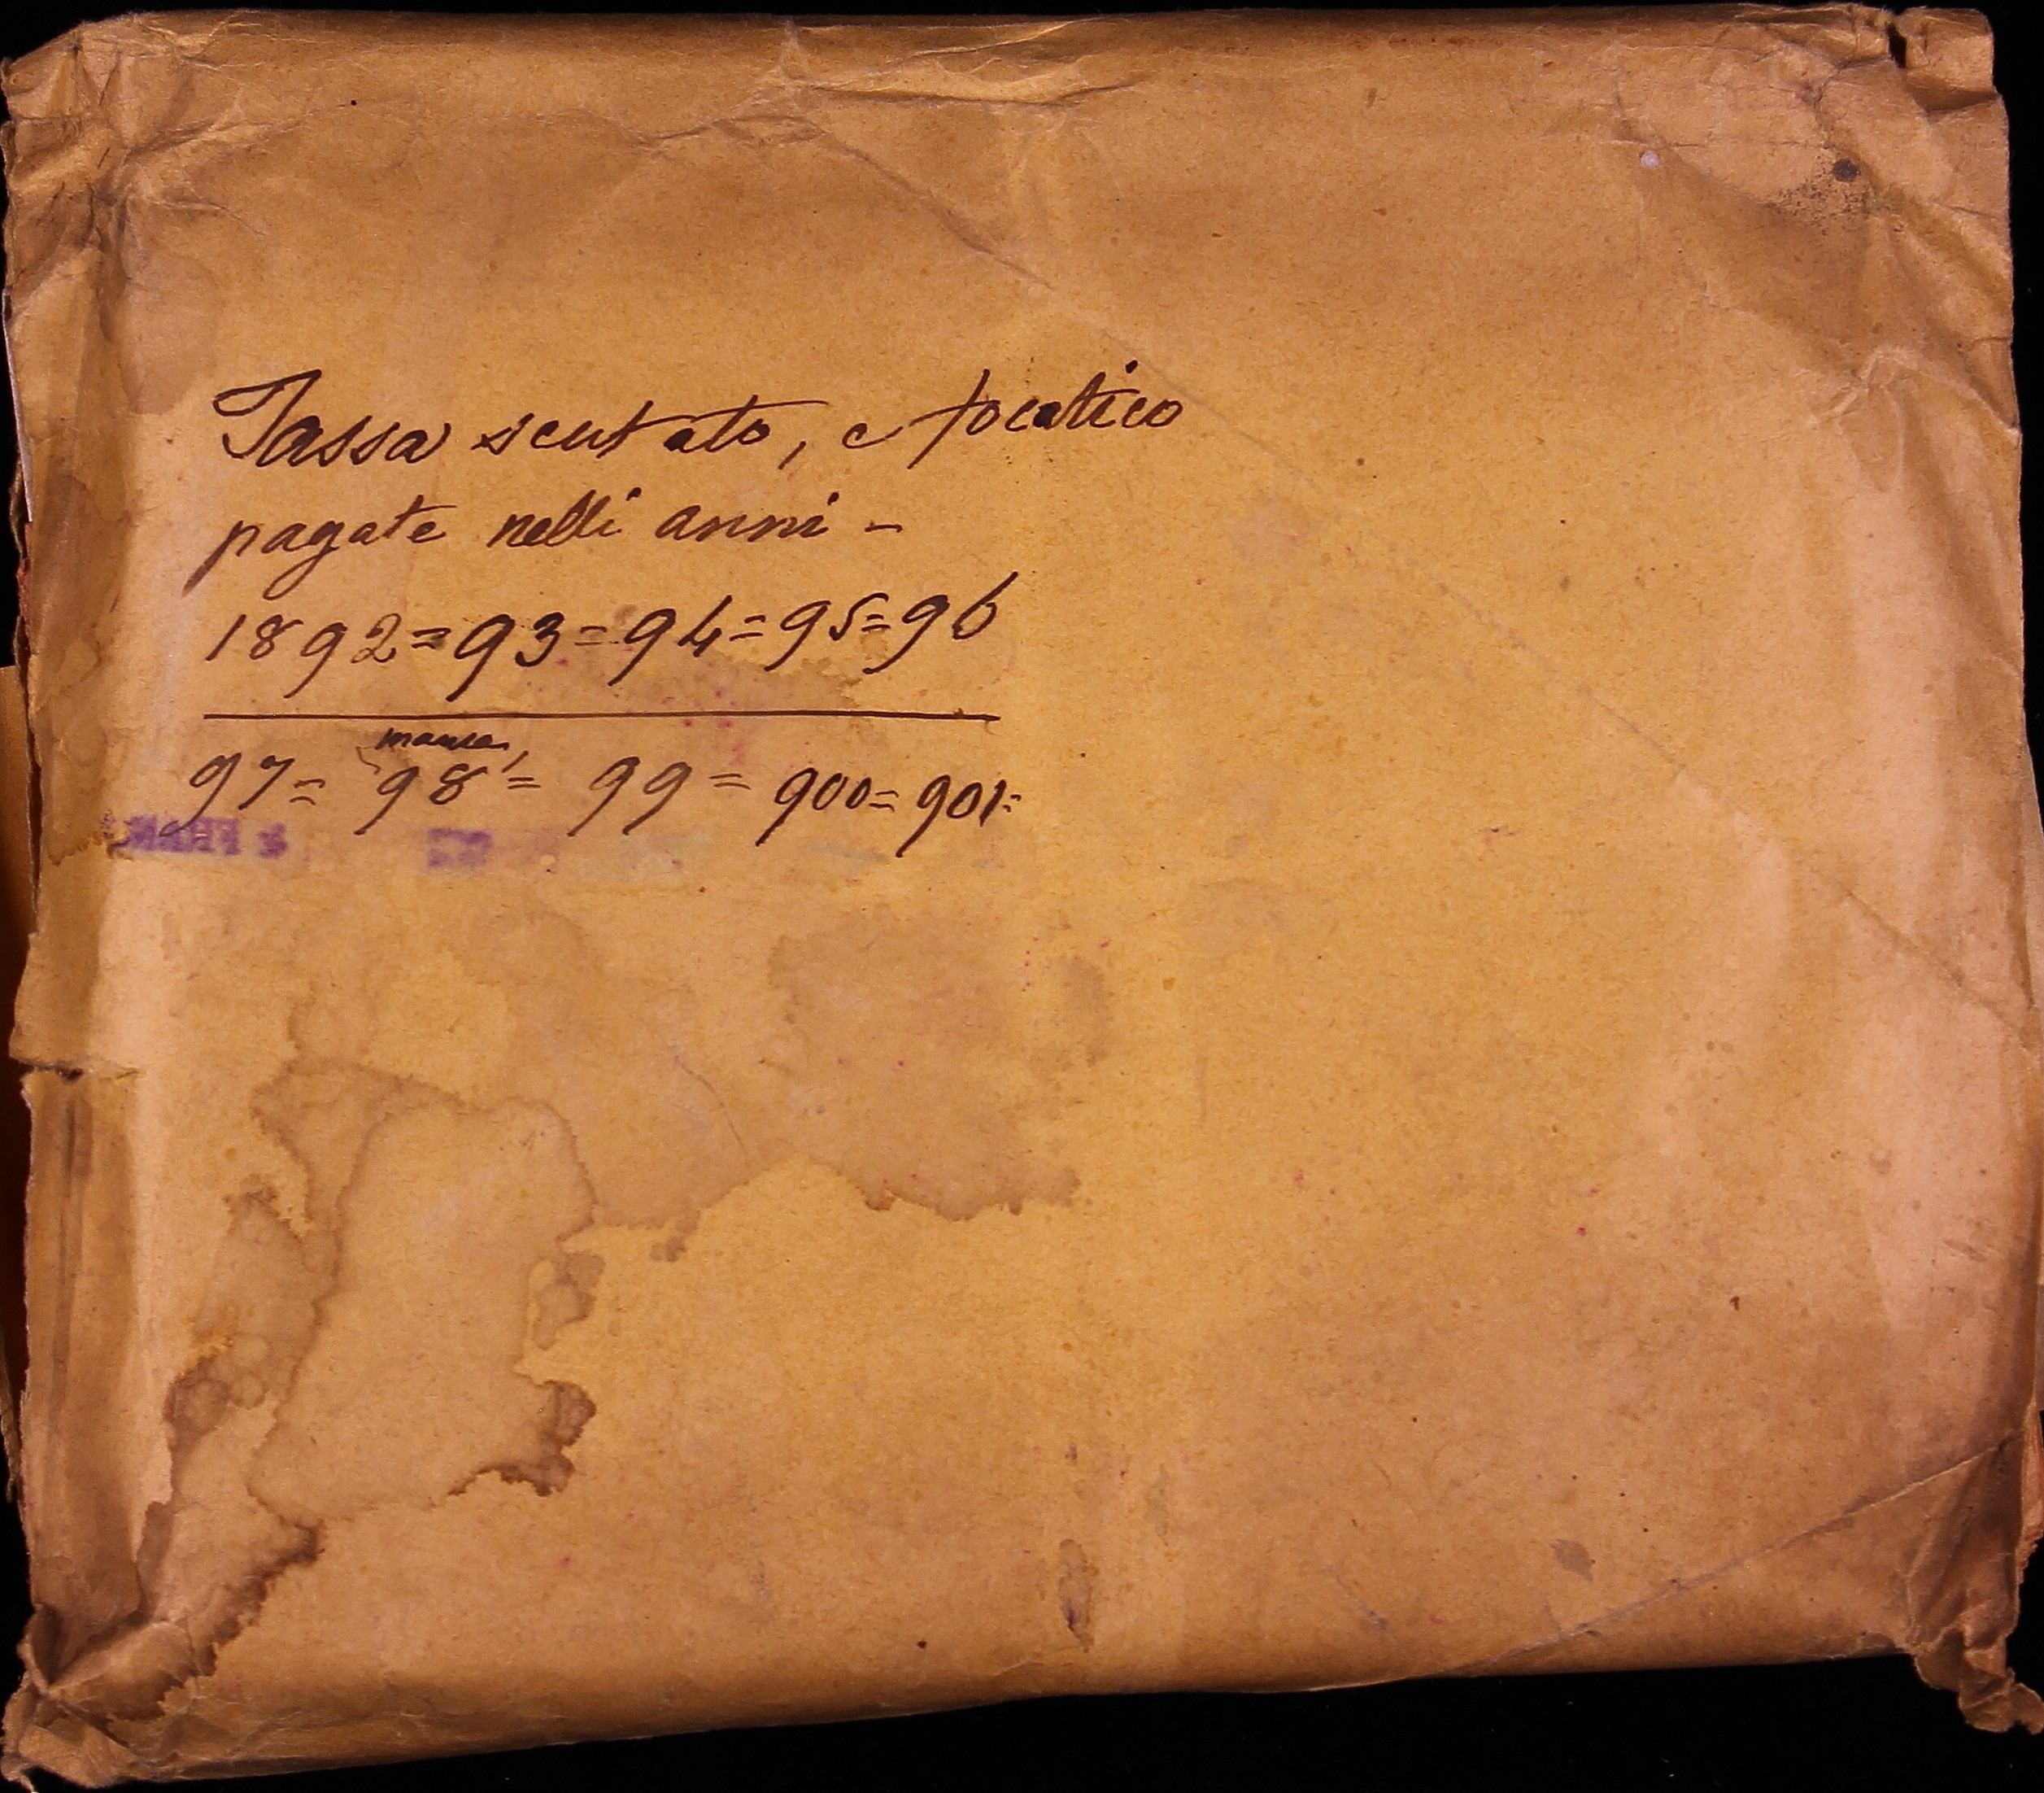 Tassa scutato, e focatico
pagate nelli anni -
1892=93=94=95=96
manca
97= 98= 99= 900= 901=